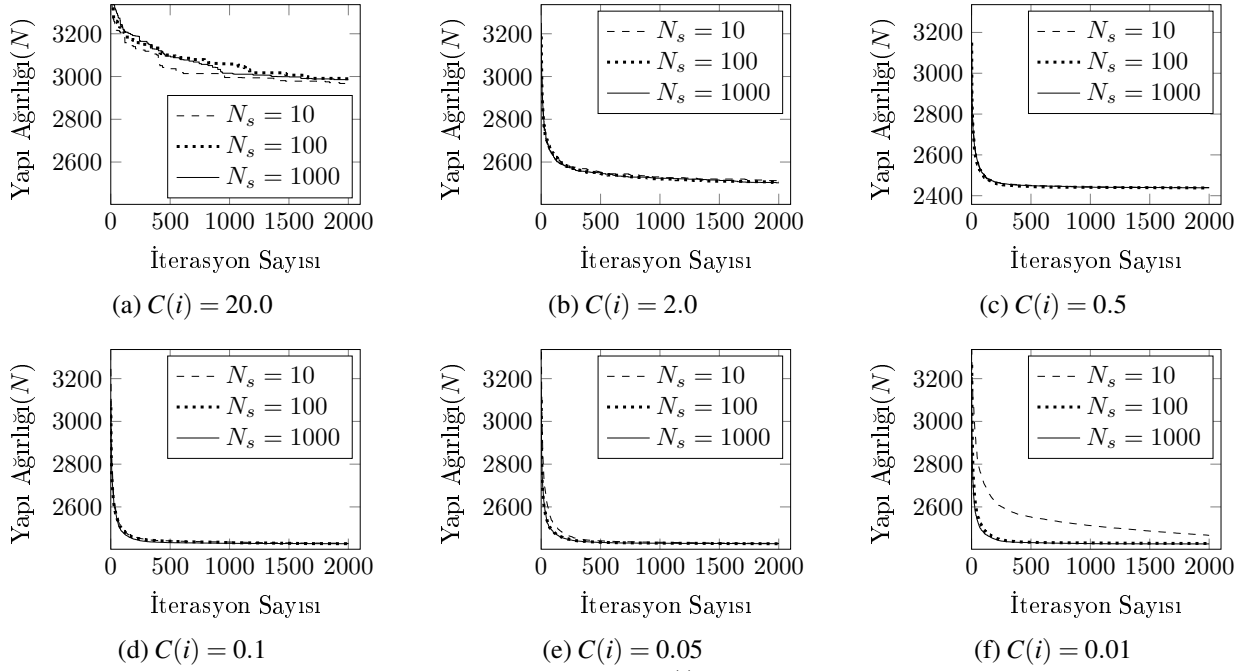 3200
3000
2800
2600
Yapı Ağırlığı(N)
N_s = 10
N_s = 100
N_s = 1000
0 500 1000 1500 2000
İterasyon Sayısı
(a) C(i) = 20.0
3200
3000
2800
2600
Yapı Ağırlığı(N)
N_s = 10
N_s = 100
N_s = 1000
0 500 1000 1500 2000
İterasyon Sayısı
(b) C(i) = 2.0
3200
3000
2800
2600
2400
Yapı Ağırlığı(N)
N_s = 10
N_s = 100
N_s = 1000
0 500 1000 1500 2000
İterasyon Sayısı
(c) C(i) = 0.5
3200
3000
2800
2600
Yapı Ağırlığı(N)
N_s = 10
N_s = 100
N_s = 1000
0 500 1000 1500 2000
İterasyon Sayısı
(d) C(i) = 0.1
3200
3000
2800
2600
Yapı Ağırlığı(N)
N_s = 10
N_s = 100
N_s = 1000
0 500 1000 1500 2000
İterasyon Sayısı
(e) C(i) = 0.05
3200
3000
2800
2600
Yapı Ağırlığı(N)
N_s = 10
N_s = 100
N_s = 1000
0 500 1000 1500 2000
İterasyon Sayısı
(f) C(i) = 0.01